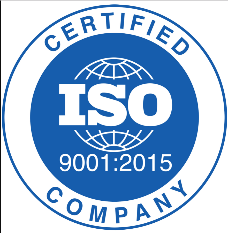 CERTIFIED
ISO
9001:2015
COMPANY